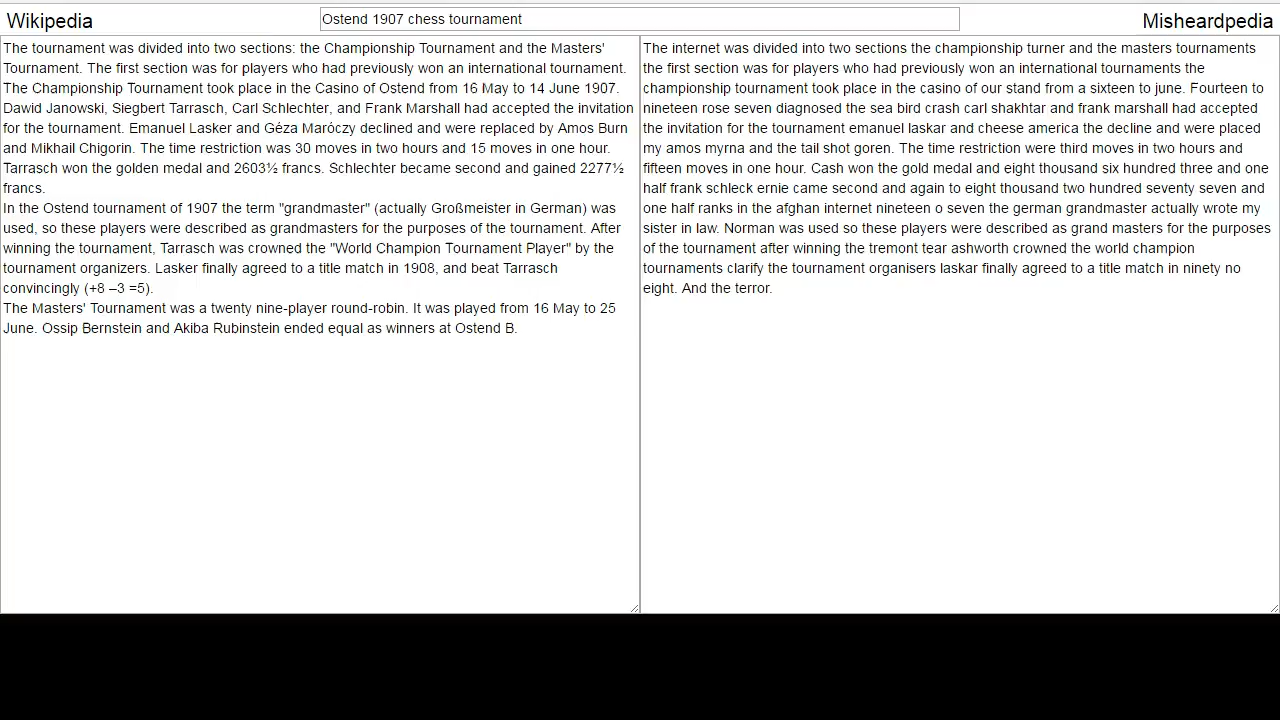 Wikipedia
Ostend 1907 chess tournament
Misheardpedia
The tournament was divided into two sections: the Championship Tournament and the Masters'
Tournament. The first section was for players who had previously won an international tournament.
The Championship Tournament took place in the Casino of Ostend from 16 May to 14 June 1907.
Dawid Janowski, Siegbert Tarrasch, Carl Schlechter, and Frank Marshall had accepted the invitation
for the tournament. Emanuel Lasker and Géza Maróczy declined and were replaced by Amos Burn
and Mikhail Chigorin. The time restriction was 30 moves in two hours and 15 moves in one hour.
Tarrasch won the golden medal and 2603½ francs. Schlechter became second and gained 2277½
francs.
In the Ostend tournament of 1907 the term "grandmaster" (actually Großmeister in German) was
used, so these players were described as grandmasters for the purposes of the tournament. After
winning the tournament, Tarrasch was crowned the "World Champion Tournament Player" by the
tournament organizers. Lasker finally agreed to a title match in 1908, and beat Tarrasch
convincingly (+8 –3 =5).
The Masters' Tournament was a twenty nine-player round-robin. It was played from 16 May to 25
June. Ossip Bernstein and Akiba Rubinstein ended equal as winners at Ostend B.
The internet was divided into two sections the championship turner and the masters tournaments
the first section was for players who had previously won an international tournaments the
championship tournament took place in the casino of our stand from a sixteen to june. Fourteen to
nineteen rose seven diagnosed the sea bird crash carl shakhtar and frank marshall had accepted
the invitation for the tournament emanuel laskar and cheese america the decline and were placed
my amos myrna and the tail shot goren. The time restriction were third moves in two hours and
fifteen moves in one hour. Cash won the gold medal and eight thousand six hundred three and one
half frank schleck ernie came second and again to eight thousand two hundred seventy seven and
one half ranks in the afghan internet nineteen o seven the german grandmaster actually wrote my
sister in law. Norman was used so these players were described as grand masters for the purposes
of the tournament after winning the tremont tear ashworth crowned the world champion
tournaments clarify the tournament organisers laskar finally agreed to a title match in ninety no
eight. And the terror.